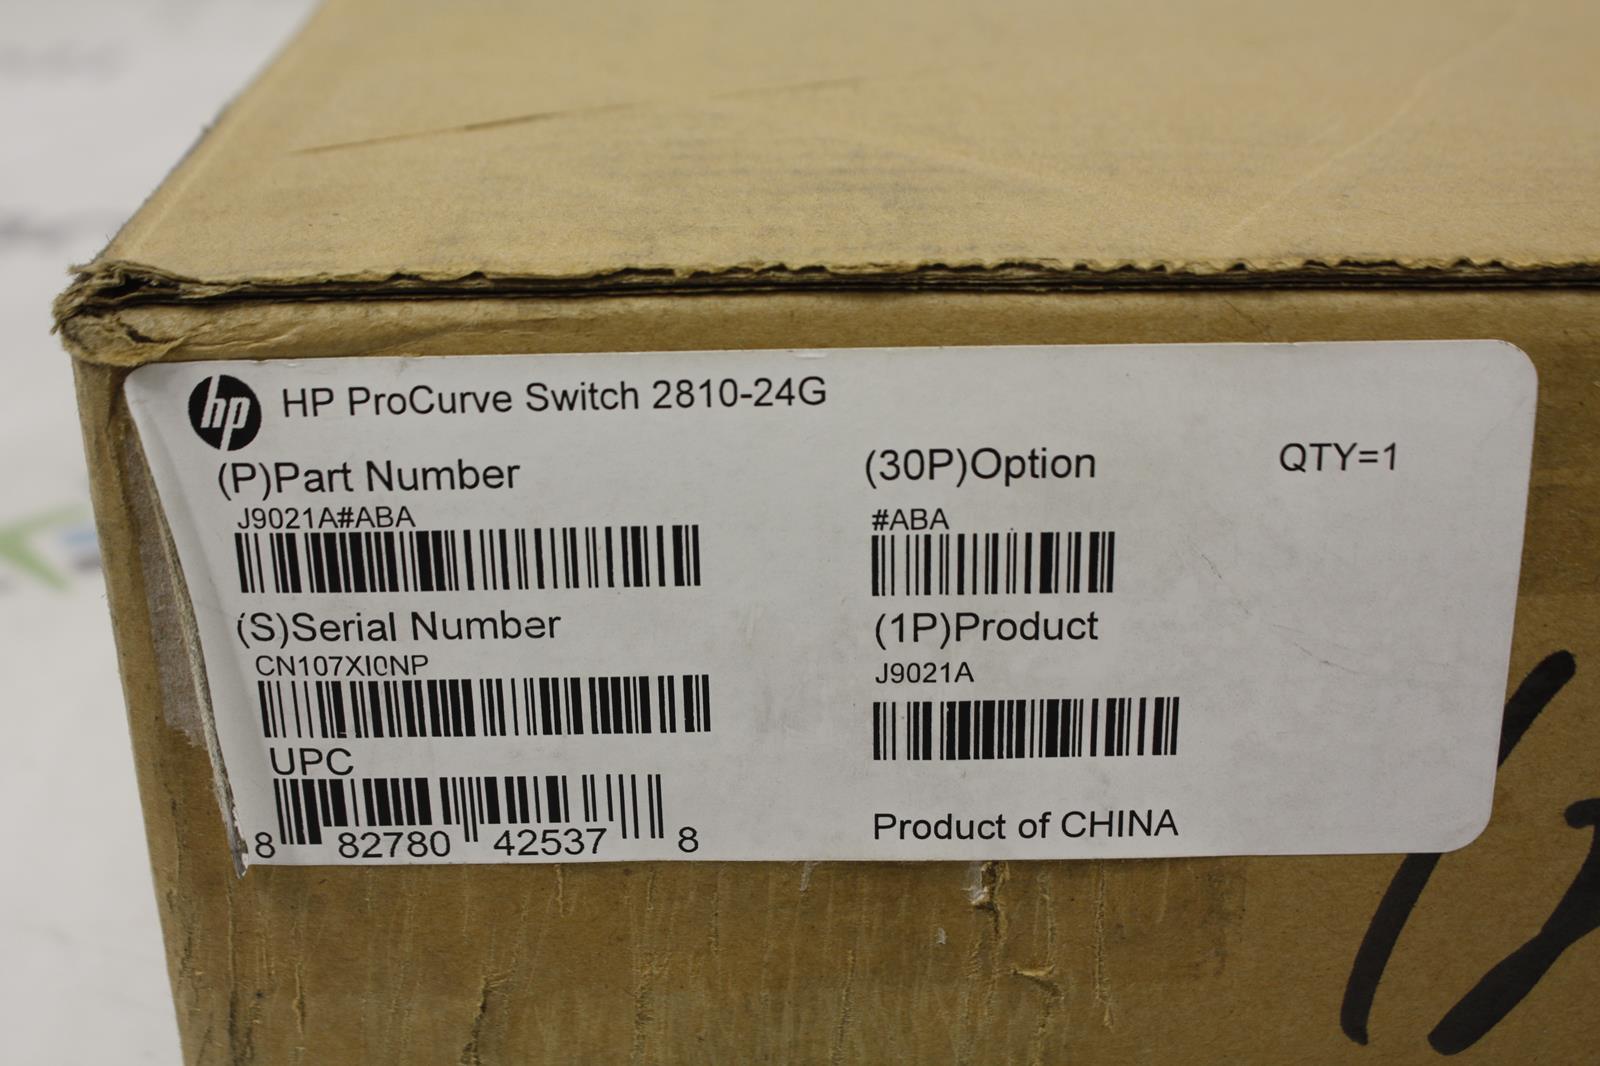 hp HP ProCurve Switch 2810-24G
(P)Part Number
(30P)Option
QTY=1
J9021A#ABA
#ABA
(S)Serial Number
(1P)Product
CN107XI0NP
J9021A
UPC
8 82780 42537 8
Product of CHINA